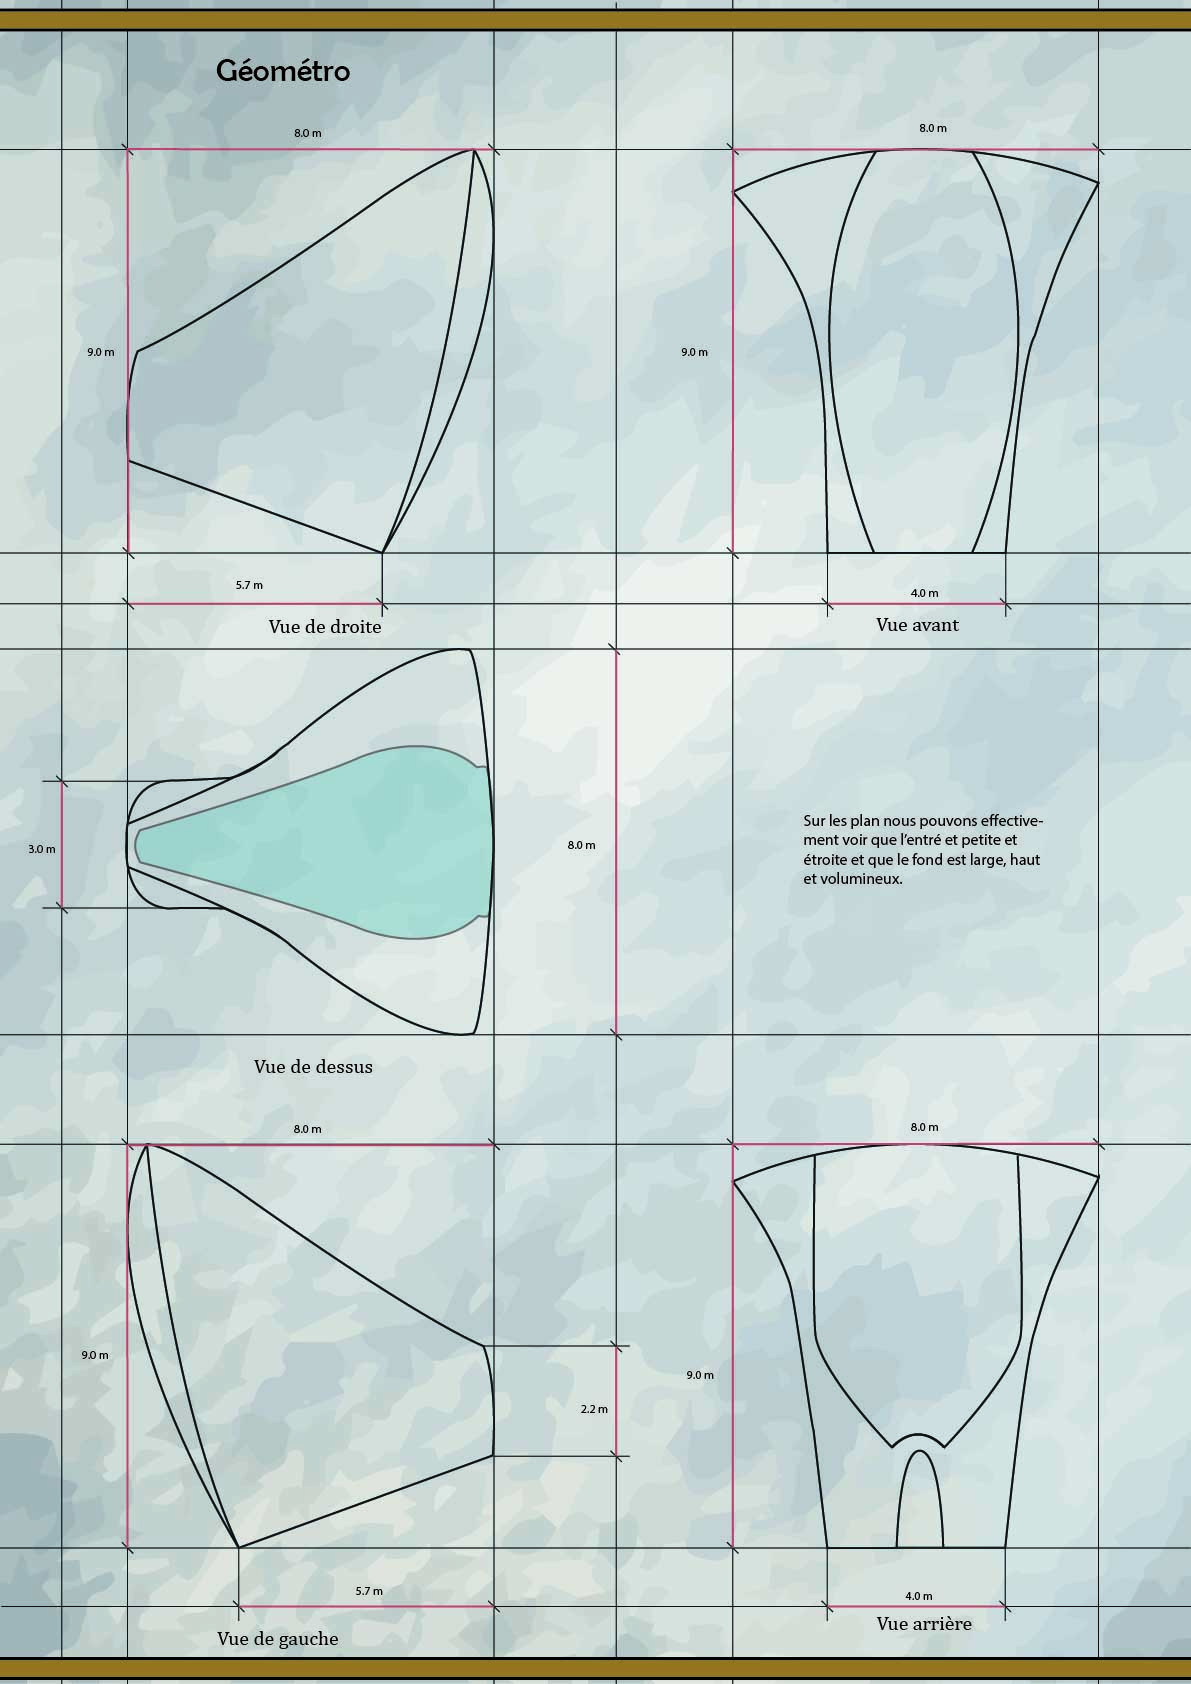 Géométro
8.0 m
8.0 m
9.0 m
9.0 m
5.7 m
4.0 m
Vue de droite
Vue avant
3.0 m
8.0 m
Sur les plan nous pouvons effective-
ment voir que l'entré et petite et
étroite et que le fond est large, haut
et volumineux.
Vue de dessus
8.0 m
8.0 m
9.0 m
9.0 m
2.2 m
5.7 m
4.0 m
Vue de gauche
Vue arrière